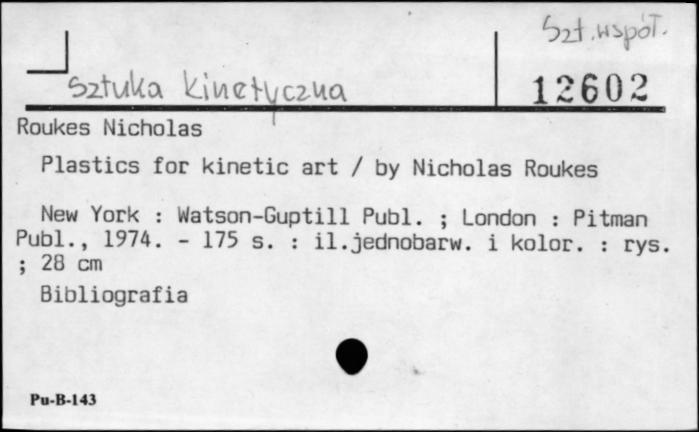 Szt. współ.
Sztuka kinetyczna
12602
Roukes Nicholas
Plastics for kinetic art / by Nicholas Roukes
New York : Watson-Guptill Publ. ; London : Pitman
Publ., 1974. - 175 s. : il.jednobarw. i kolor. : rys.
; 28 cm
Bibliografia
Pu-B-143